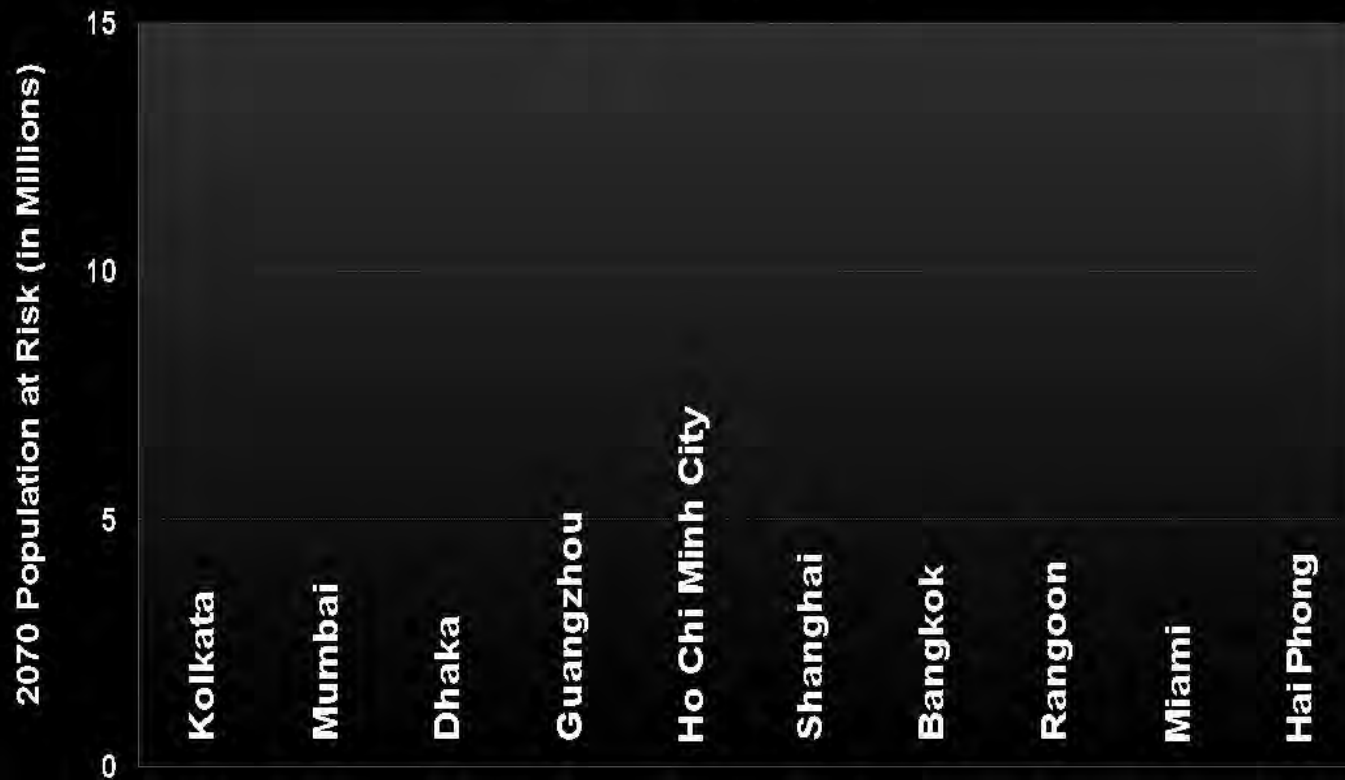 2070 Population at Risk (in Millions)
15
10
5
0
Kolkata
Mumbai
Dhaka
Guangzhou
Ho Chi Minh City
Shanghai
Bangkok
Rangoon
Miami
Hai Phong